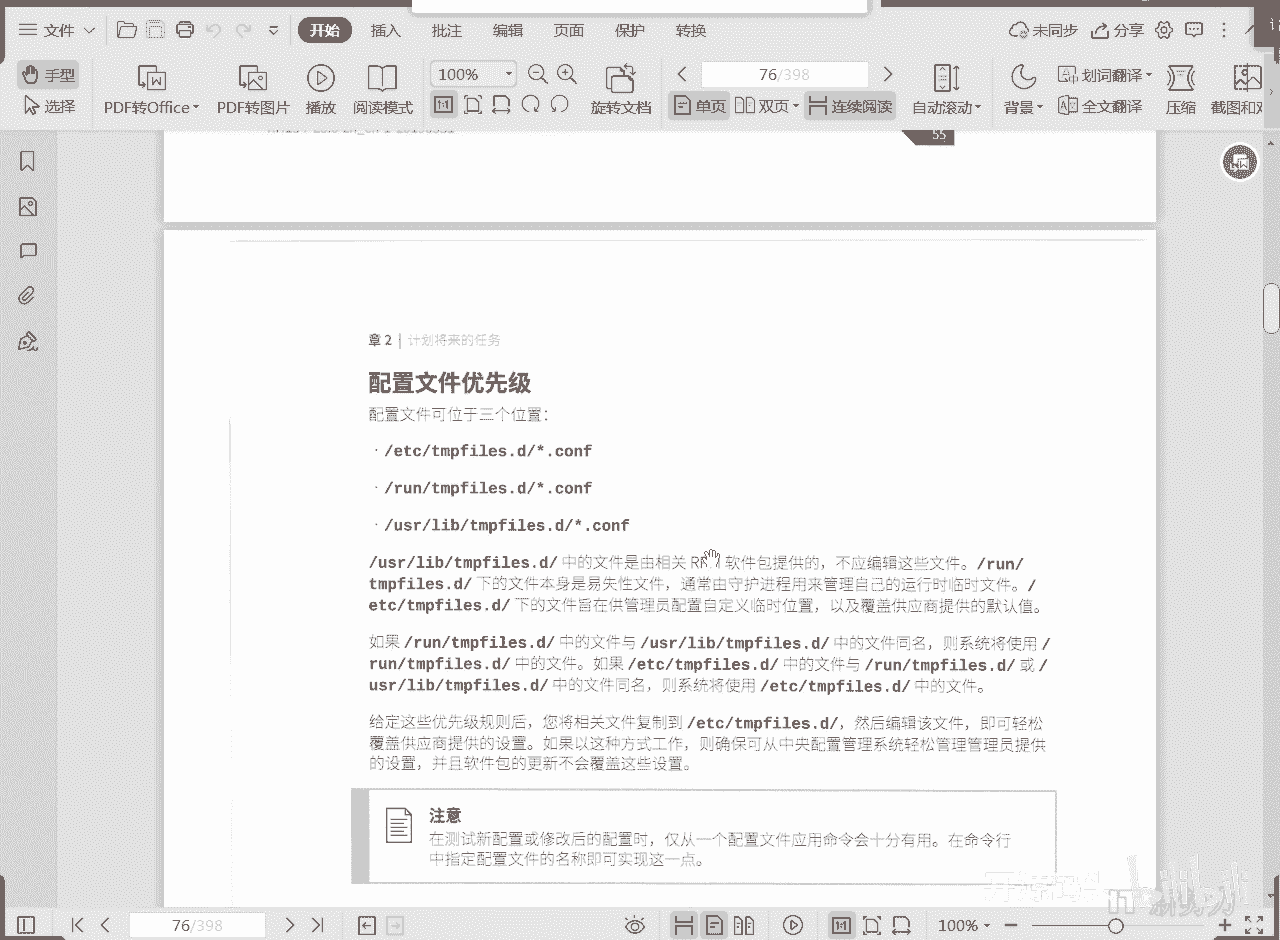 文件
开始
插入
批注
编辑
页面
保护
转换
未同步
分享
手型
选择
PDF转Office
PDF转图片
播放
阅读模式
100%
旋转文档
76/398
单页
双页
连续阅读
自动滚动
背景
划词翻译
全文翻译
压缩
截图和对
55
章 2 | 计划将来的任务
配置文件优先级
配置文件可位于三个位置：
· /etc/tmpfiles.d/*.conf
· /run/tmpfiles.d/*.conf
· /usr/lib/tmpfiles.d/*.conf
/usr/lib/tmpfiles.d/ 中的文件是由相关 软件包提供的，不应编辑这些文件。/run/
tmpfiles.d/ 下的文件本身是易失性文件，通常由守护进程用来管理自己的运行时临时文件。/
etc/tmpfiles.d/ 下的文件旨在供管理员配置自定义临时位置，以及覆盖供应商提供的默认值。
如果 /run/tmpfiles.d/ 中的文件与 /usr/lib/tmpfiles.d/ 中的文件同名，则系统将使用 /
run/tmpfiles.d/ 中的文件。如果 /etc/tmpfiles.d/ 中的文件与 /run/tmpfiles.d/ 或 /
usr/lib/tmpfiles.d/ 中的文件同名，则系统将使用 /etc/tmpfiles.d/ 中的文件。
给定这些优先级规则后，您将相关文件复制到 /etc/tmpfiles.d/，然后编辑该文件，即可轻松
覆盖供应商提供的设置。如果以这种方式工作，则确保可从中央配置管理系统轻松管理管理员提供
的设置，并且软件包的更新不会覆盖这些设置。
注意
在测试新配置或修改后的配置时，仅从一个配置文件应用命令会十分有用。在命令行
中指定配置文件的名称即可实现这一点。
76/398
100%